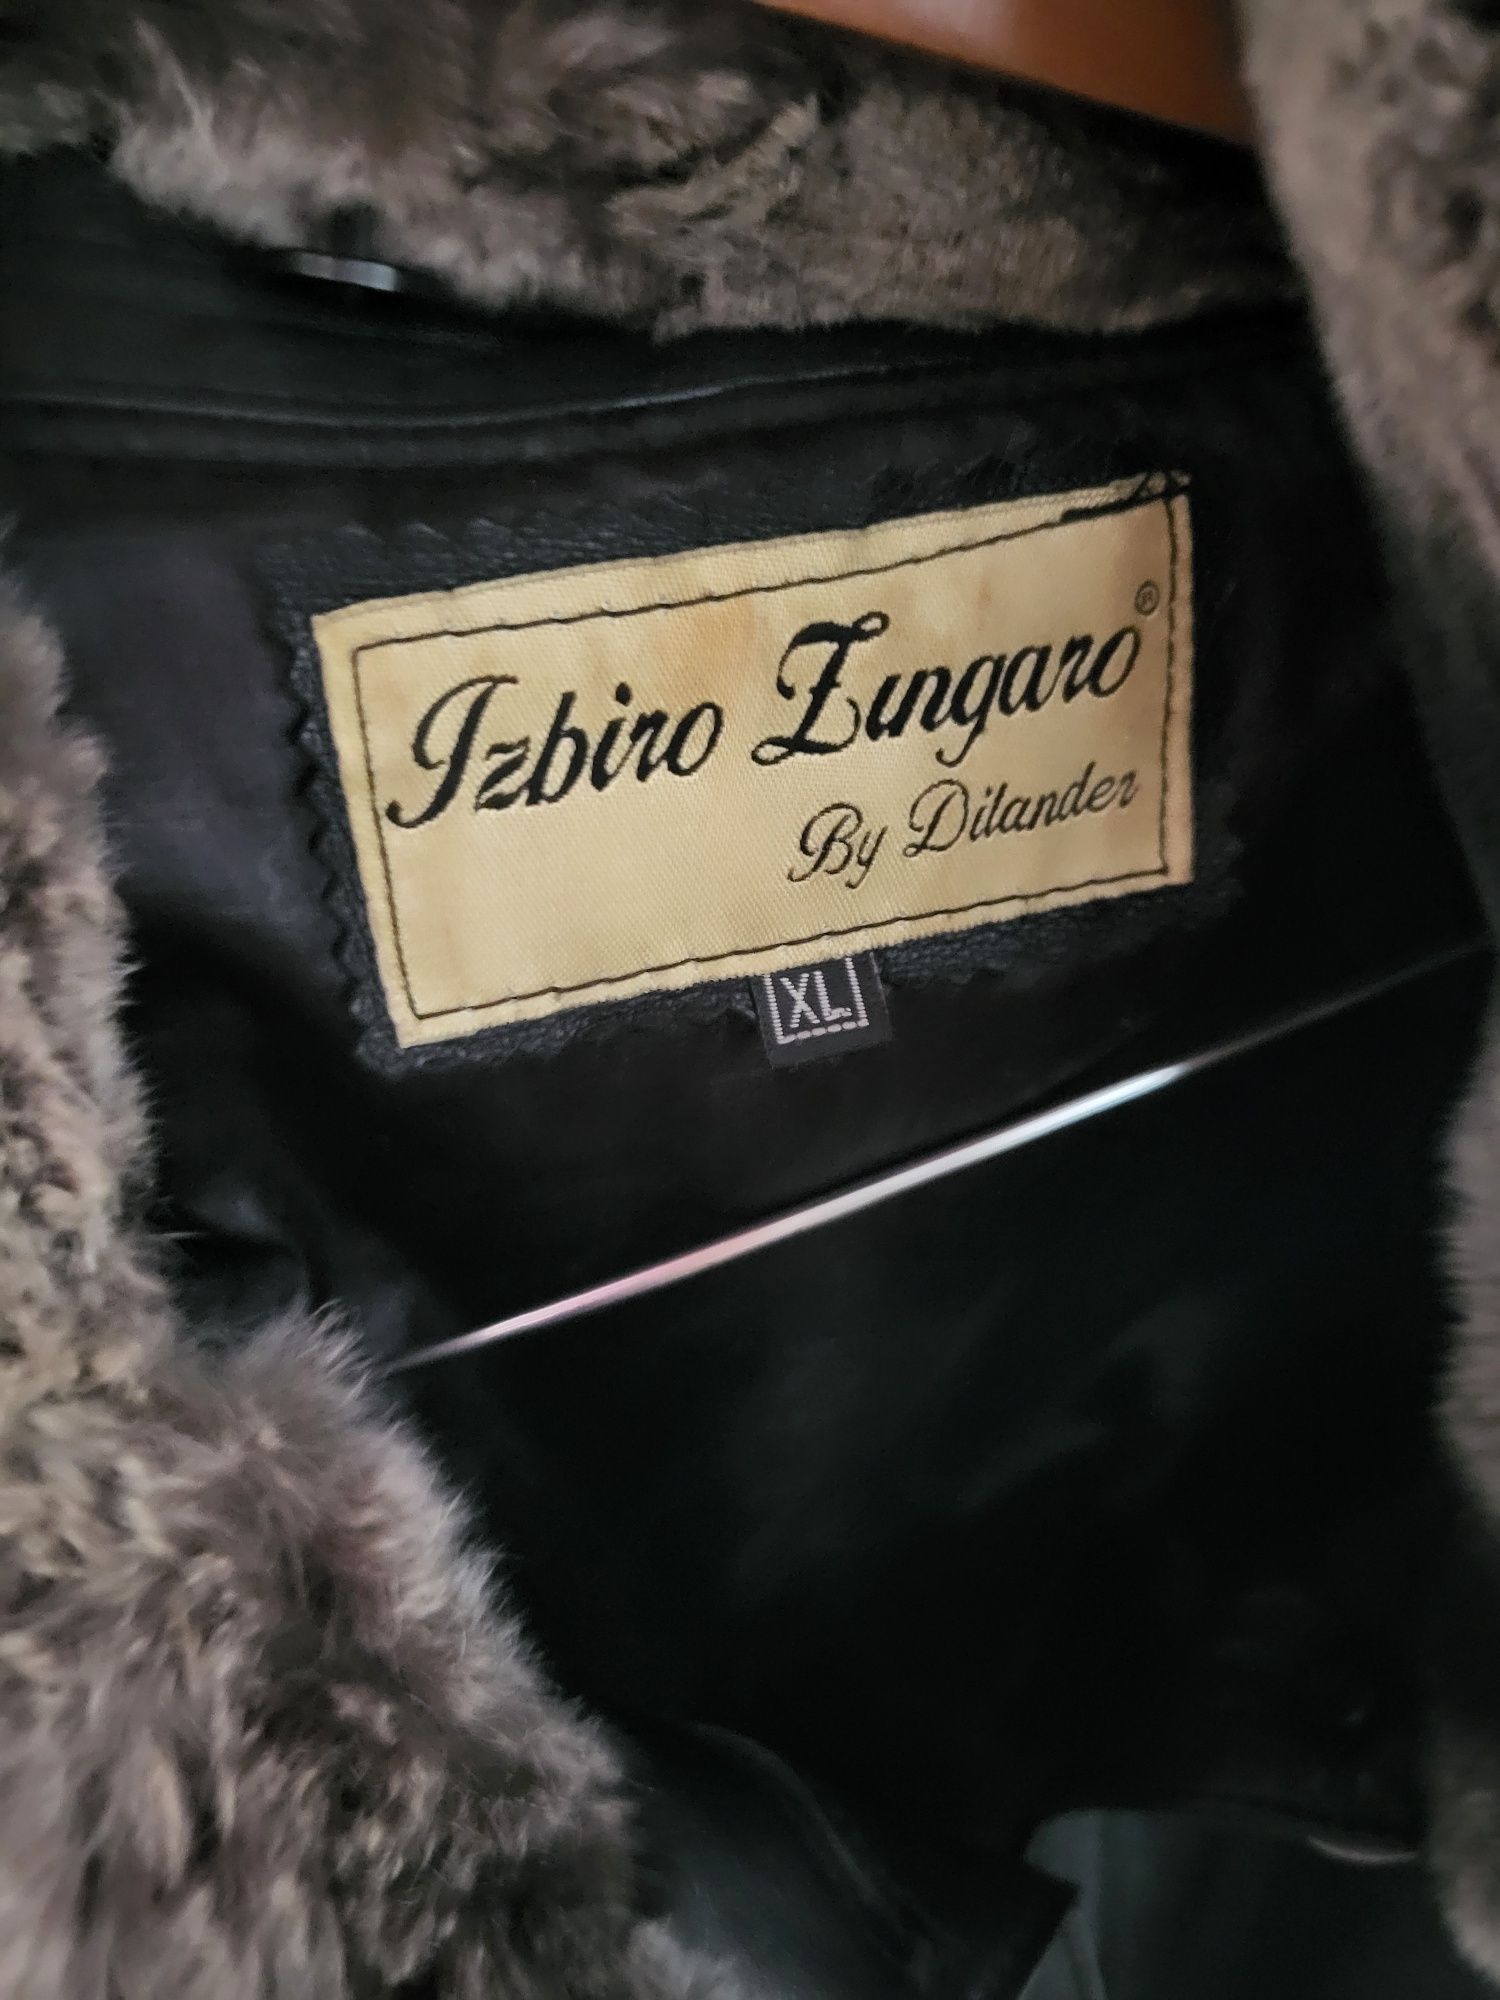 Izbiro Zingaro®
By Dilander
XL